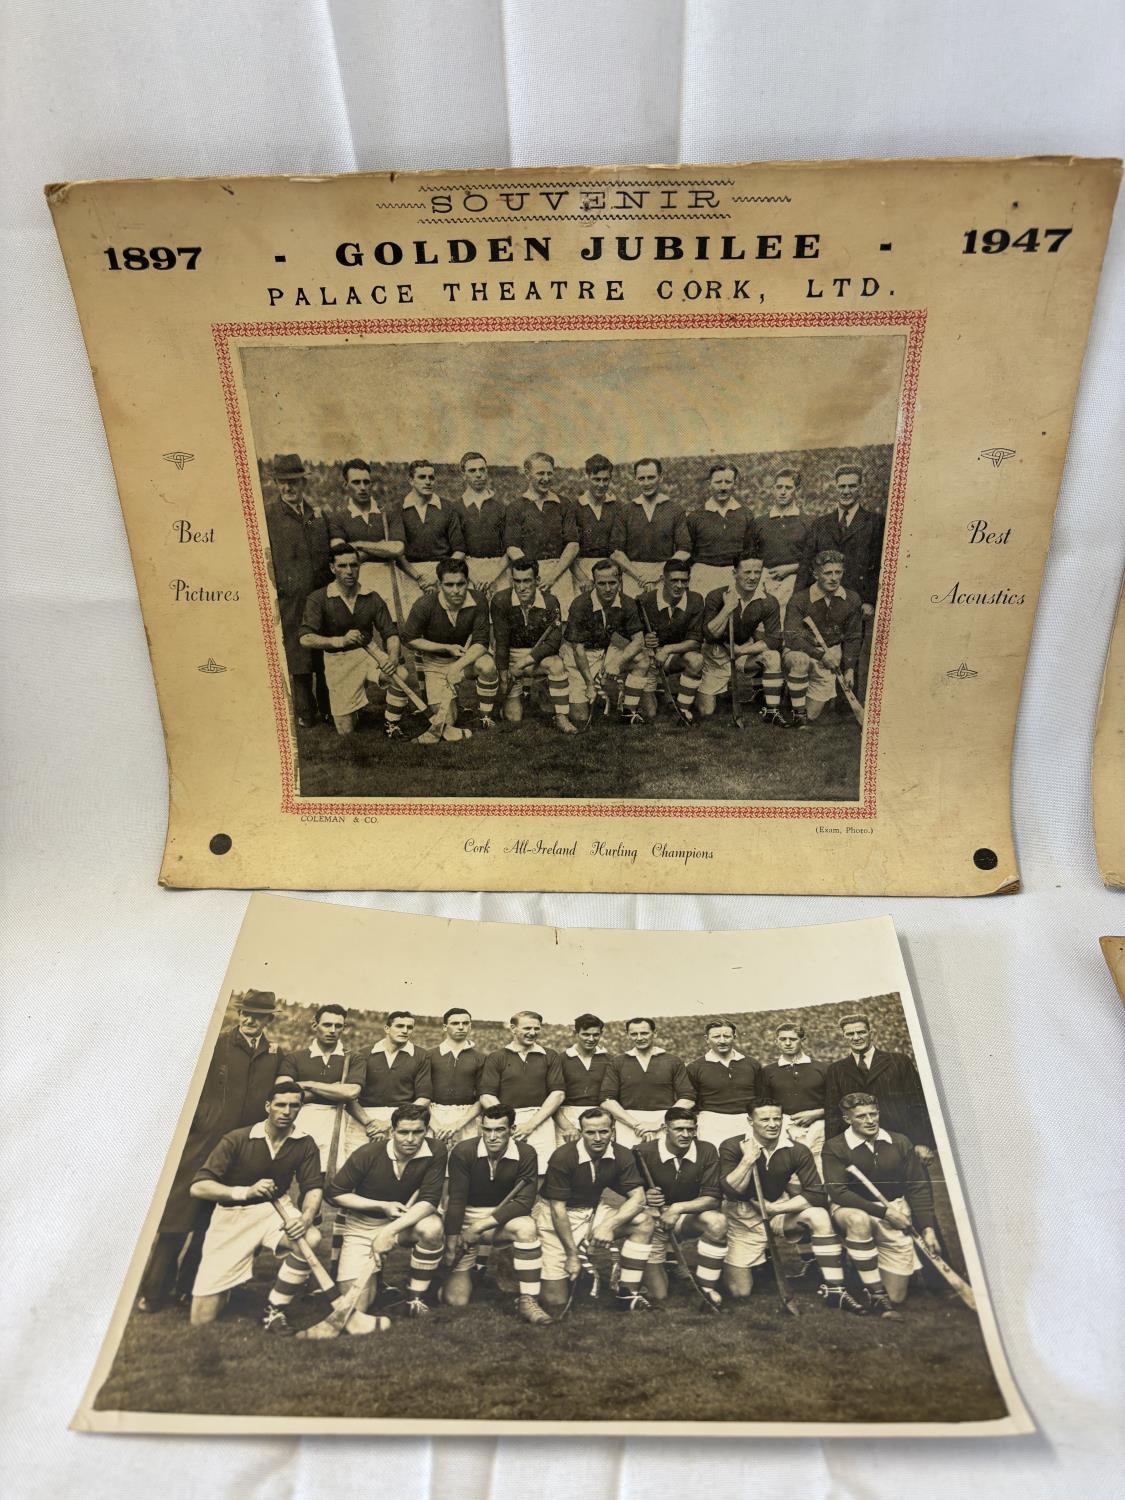 SOUVENIR
1897 - GOLDEN JUBILEE - 1947
PALACE THEATRE CORK, LTD.
Best
Pictures
Best
Acoustics
COLEMAN & CO.
(Exam. Photo.)
Cork All-Ireland Hurling Champions